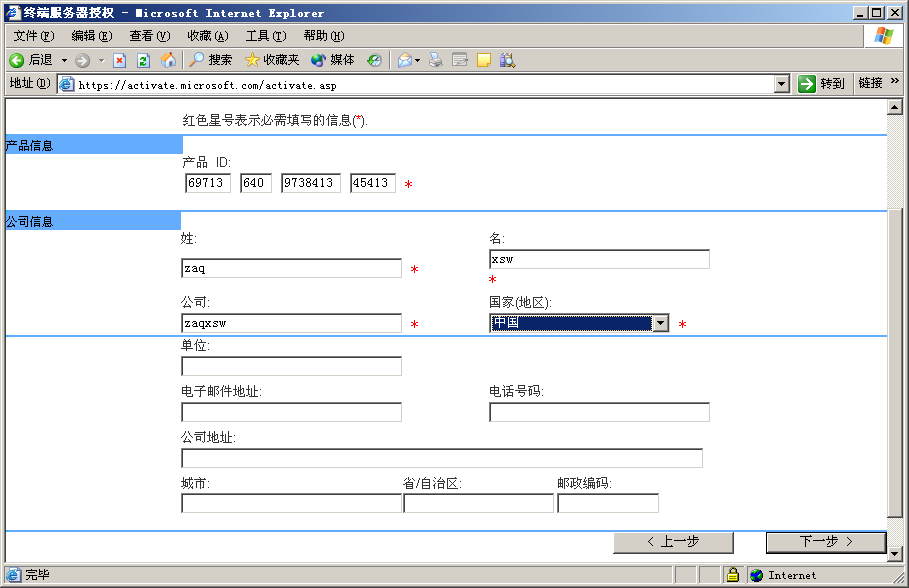 终端服务器授权 - Microsoft Internet Explorer
文件(F) 编辑(E) 查看(V) 收藏(A) 工具(T) 帮助(H)
后退 搜索 收藏夹 媒体
地址(D) https://activate.microsoft.com/activate.asp 转到 链接 »
红色星号表示必需填写的信息(*).
产品信息
产品 ID:
69713 640 9738413 45413 *
公司信息
姓: 名:
zaq * xsw
*
公司: 国家(地区):
zaqxsw * 中国 *
单位:
电子邮件地址: 电话号码:
公司地址:
城市: 省/自治区: 邮政编码:
< 上一步 下一步 >
完毕 Internet